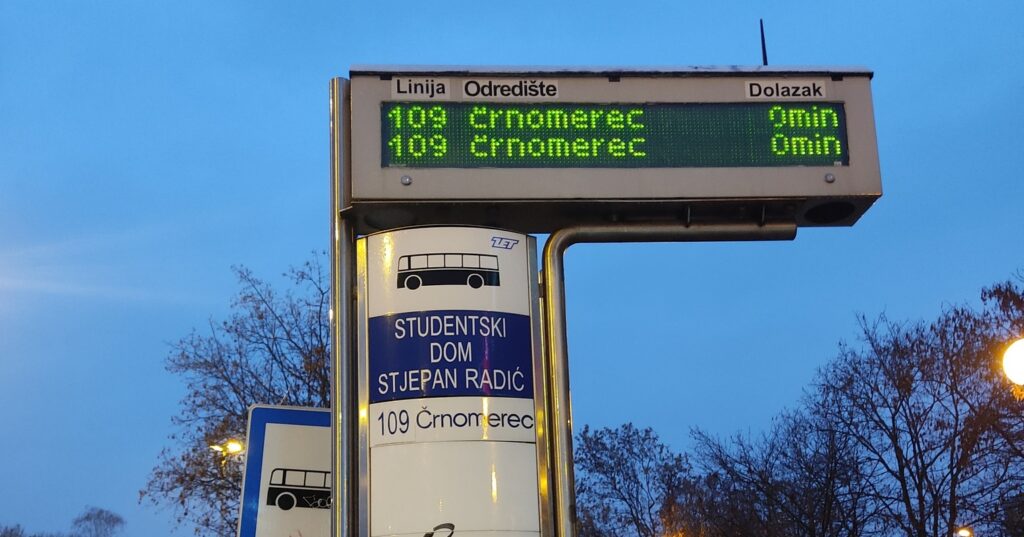 Linija Odredište Dolazak
109 črnomerec 0min
109 črnomerec 0min
ZET
STUDENTSKI
DOM
STJEPAN RADIĆ
109 Črnomerec